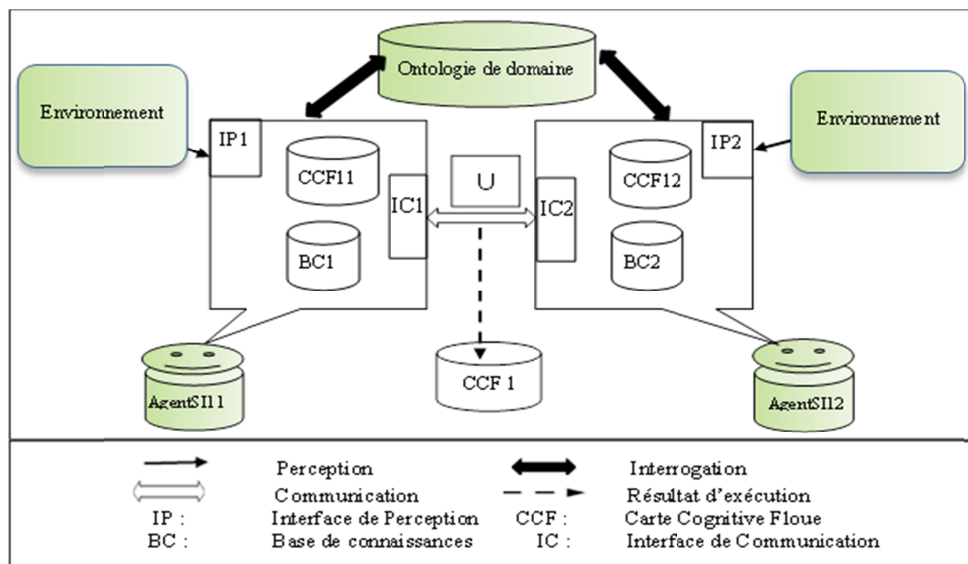 Ontologie de domaine
Environnement
Environnement
IP1
IP2
CCF11
CCF12
U
IC1
IC2
BC1
BC2
CCF 1
AgentSI11
AgentSI12
Perception
Interrogation
Communication
Résultat d'exécution
IP : Interface de Perception
CCF : Carte Cognitive Floue
BC : Base de connaissances
IC : Interface de Communication